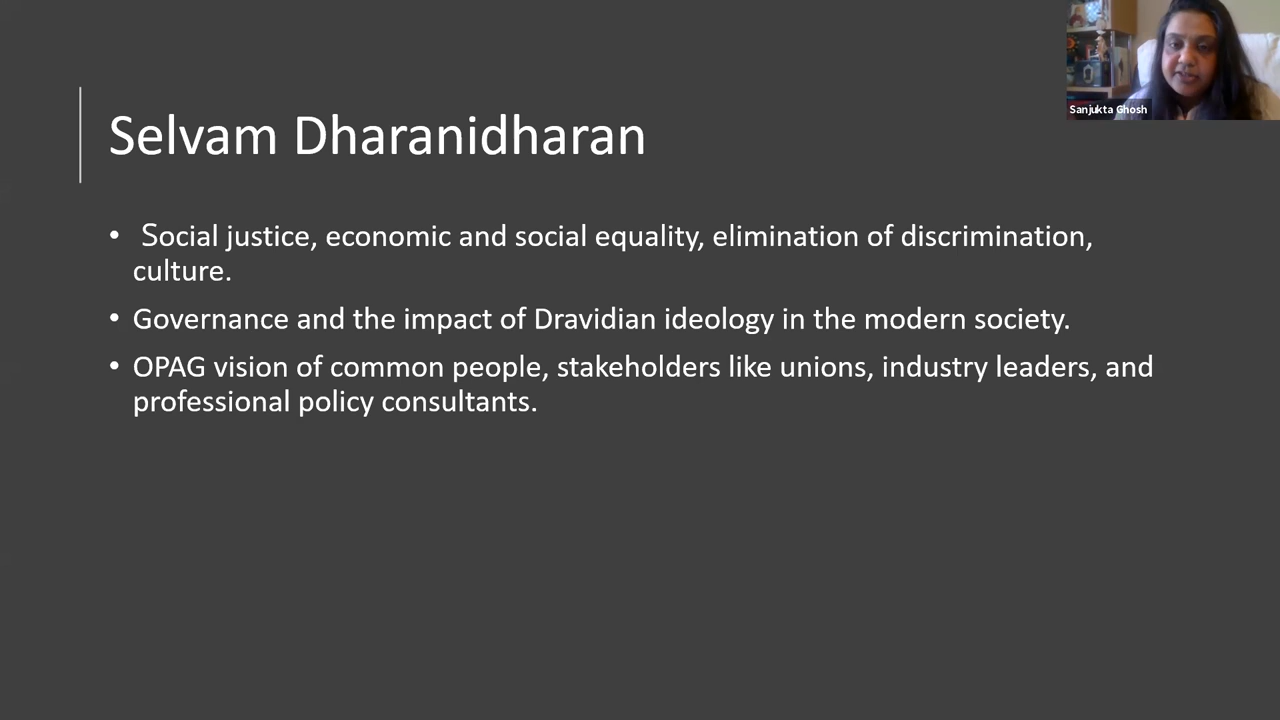 Sanjukta Ghosh
Selvam Dharanidharan
• Social justice, economic and social equality, elimination of discrimination,
culture.
• Governance and the impact of Dravidian ideology in the modern society.
• OPAG vision of common people, stakeholders like unions, industry leaders, and
professional policy consultants.